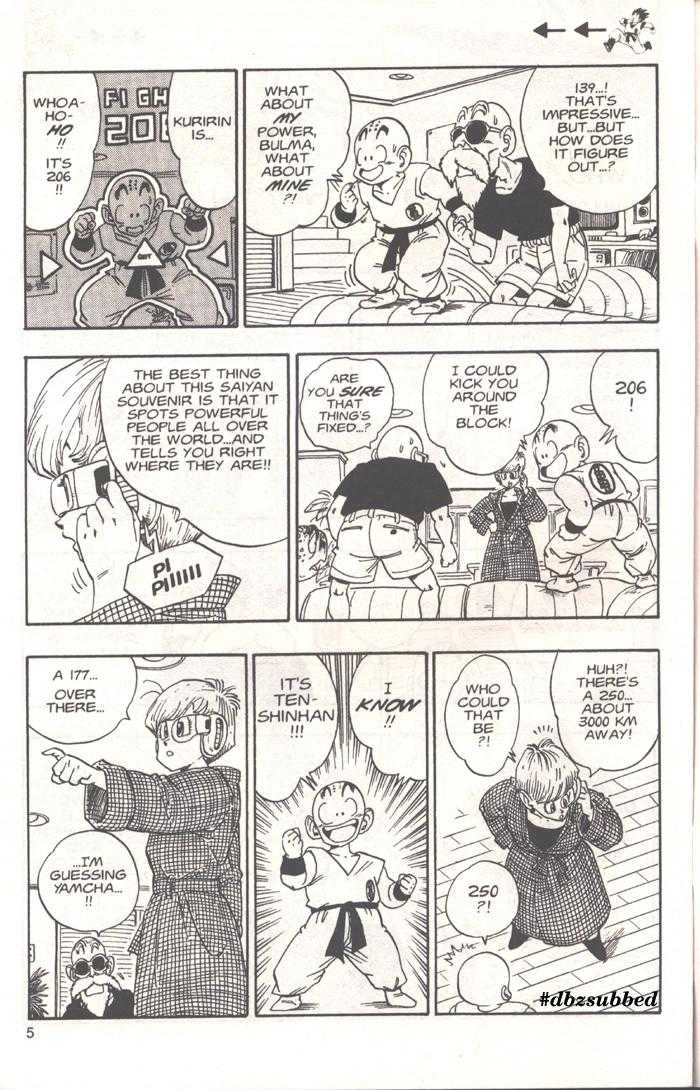 139...!
THAT'S
IMPRESSIVE...
BUT...BUT
HOW DOES
IT FIGURE
OUT...?
WHAT
ABOUT
MY
POWER,
BULMA,
WHAT
ABOUT
MINE
?!
KURIRIN
IS...
WHOA-
HO-
HO
!!
IT'S
206
!!
206
!
I COULD
KICK YOU
AROUND
THE
BLOCK!
ARE
YOU SURE
THAT
THING'S
FIXED...?
THE BEST THING
ABOUT THIS SAIYAN
SOUVENIR IS THAT IT
SPOTS POWERFUL
PEOPLE ALL OVER
THE WORLD...AND
TELLS YOU RIGHT
WHERE THEY ARE!!
PI
PIIIIII
HUH?!
THERE'S
A 250...
ABOUT
3000 KM
AWAY!
WHO
COULD
THAT
BE
?!
250
?!
I
KNOW
!!
IT'S
TEN-
SHINHAN
!!!
A 177...
OVER
THERE...
...I'M
GUESSING
YAMCHA...
!!
#dbzsubbed
5